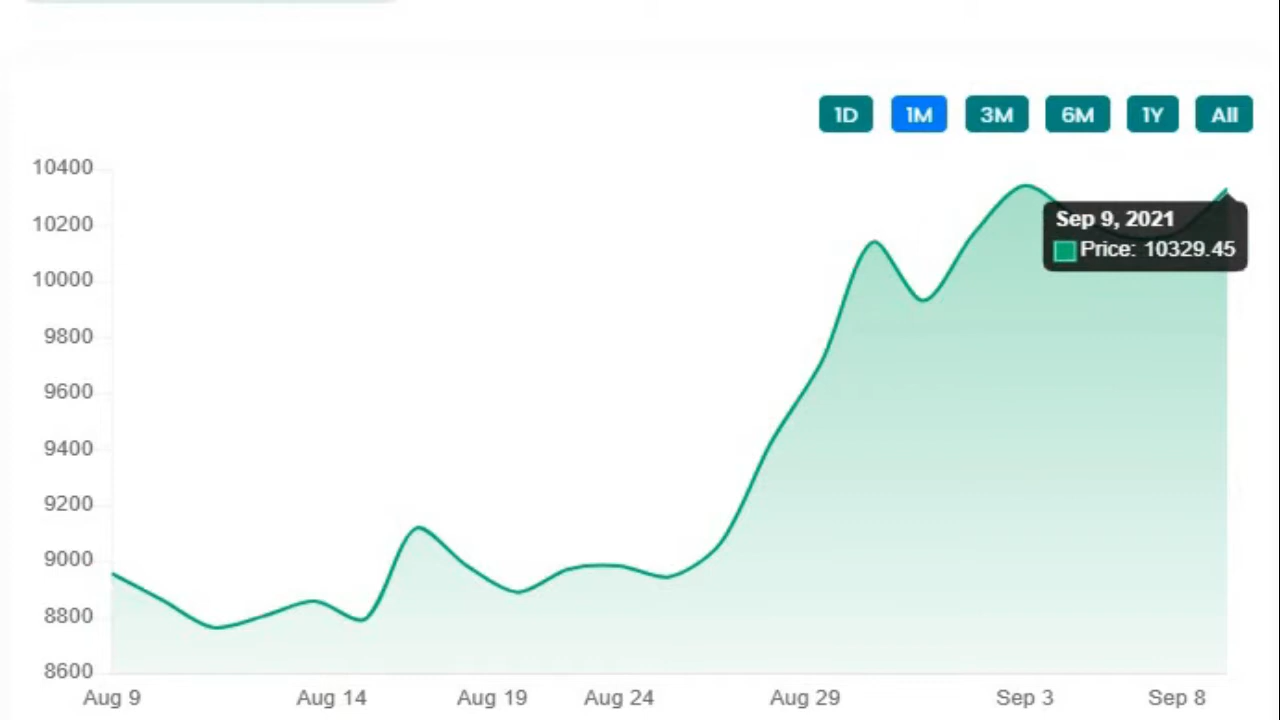 1D 1M 3M 6M 1Y All
10400
10200
10000
9800
9600
9400
9200
9000
8800
8600
Sep 9, 2021
Price: 10329.45
Aug 9 Aug 14 Aug 19 Aug 24 Aug 29 Sep 3 Sep 8